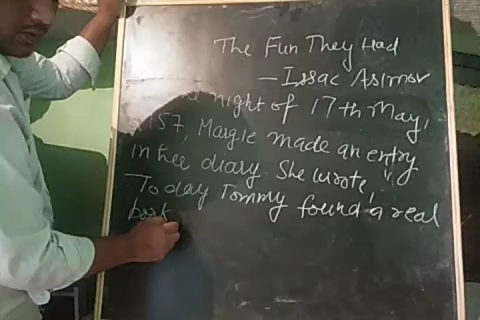 The Fun They Had
- Issac Asimov
night of 17th May,
2157, Margie made an entry
in her diary. She wrote, "
Today Tommy found a real
book